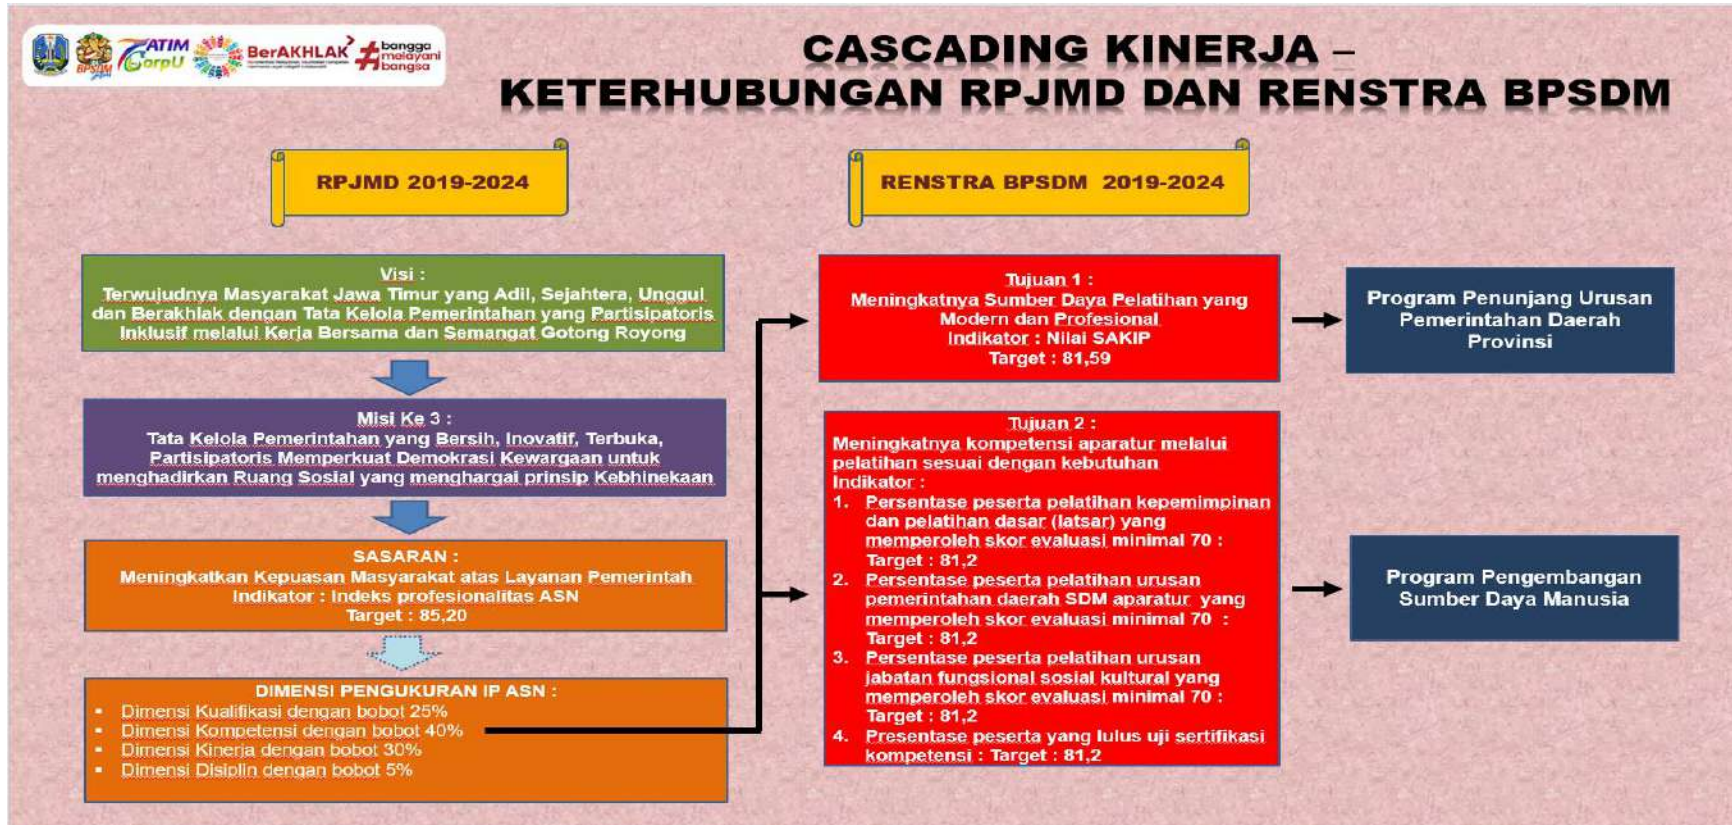 BPSDM
JATIM
CorpU
BerAKHLAK
#bangga
melayani
bangsa
CASCADING KINERJA –
KETERHUBUNGAN RPJMD DAN RENSTRA BPSDM
RPJMD 2019-2024
RENSTRA BPSDM 2019-2024
Visi :
Terwujudnya Masyarakat Jawa Timur yang Adil, Sejahtera, Unggul
dan Berakhlak dengan Tata Kelola Pemerintahan yang Partisipatoris
Inklusif melalui Kerja Bersama dan Semangat Gotong Royong
Misi Ke 3 :
Tata Kelola Pemerintahan yang Bersih, Inovatif, Terbuka,
Partisipatoris Memperkuat Demokrasi Kewargaan untuk
menghadirkan Ruang Sosial yang menghargai prinsip Kebhinekaan
SASARAN :
Meningkatkan Kepuasan Masyarakat atas Layanan Pemerintah
Indikator : Indeks profesionalitas ASN
Target : 85,20
DIMENSI PENGUKURAN IP ASN :
▪ Dimensi Kualifikasi dengan bobot 25%
▪ Dimensi Kompetensi dengan bobot 40%
▪ Dimensi Kinerja dengan bobot 30%
▪ Dimensi Disiplin dengan bobot 5%
Tujuan 1 :
Meningkatnya Sumber Daya Pelatihan yang
Modern dan Profesional
Indikator : Nilai SAKIP
Target : 81,59
Tujuan 2 :
Meningkatnya kompetensi aparatur melalui
pelatihan sesuai dengan kebutuhan
Indikator :
1. Persentase peserta pelatihan kepemimpinan
dan pelatihan dasar (latsar) yang
memperoleh skor evaluasi minimal 70 :
Target : 81,2
2. Persentase peserta pelatihan urusan
pemerintahan daerah SDM aparatur yang
memperoleh skor evaluasi minimal 70 :
Target : 81,2
3. Persentase peserta pelatihan urusan
jabatan fungsional sosial kultural yang
memperoleh skor evaluasi minimal 70 :
Target : 81,2
4. Presentase peserta yang lulus uji sertifikasi
kompetensi : Target : 81,2
Program Penunjang Urusan
Pemerintahan Daerah
Provinsi
Program Pengembangan
Sumber Daya Manusia